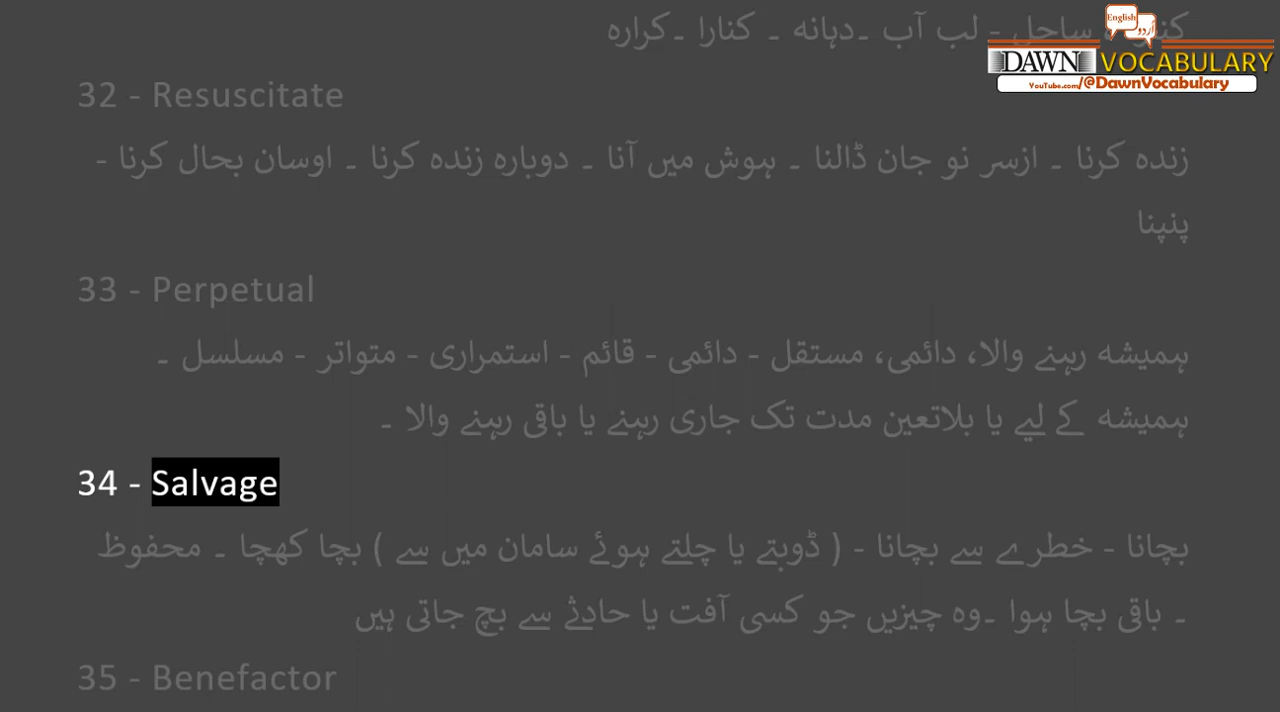 ساحل - لب آب ۔دہانہ ۔ کنارا ۔کرارہ
English
اردو
DAWN VOCABULARY
YouTube.com/@DawnVocabulary
32 - Resuscitate
زندہ کرنا ۔ ازسر نو جان ڈالنا ۔ ہوش میں آنا ۔ دوبارہ زندہ کرنا ۔ اوسان بحال کرنا -
پنپنا
33 - Perpetual
ہمیشہ رہنے والا، دائمی، مستقل - دائمی - قائم - استمراری - متواتر - مسلسل ۔
ہمیشہ کے لیے یا بلاتعین مدت تک جاری رہنے یا باقی رہنے والا ۔
34 - Salvage
بچانا - خطرے سے بچانا - ( ڈوبتے یا چلتے ہوئے سامان میں سے ) بچا کھچا ۔ محفوظ
۔ باقی بچا ہوا ۔وہ چیزیں جو کسی آفت یا حادثے سے بچ جاتی ہیں
35 - Benefactor